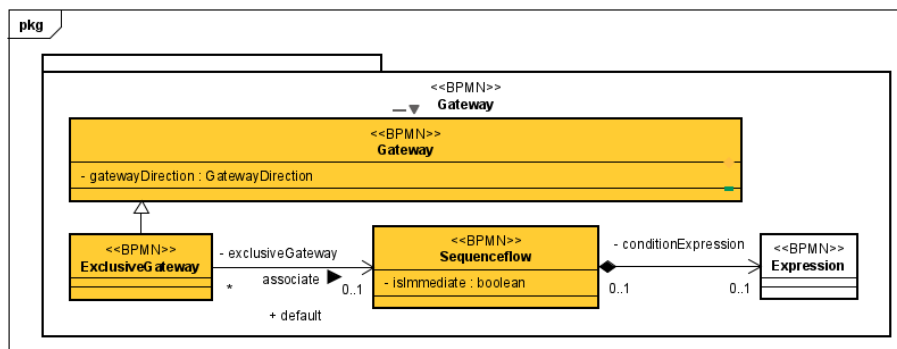 pkg
<<BPMN>>
Gateway
<<BPMN>>
Gateway
- gatewayDirection : GatewayDirection
<<BPMN>>
ExclusiveGateway
- exclusiveGateway
associate
*
0..1
+ default
<<BPMN>>
Sequenceflow
- isImmediate : boolean
- conditionExpression
0..1
0..1
<<BPMN>>
Expression